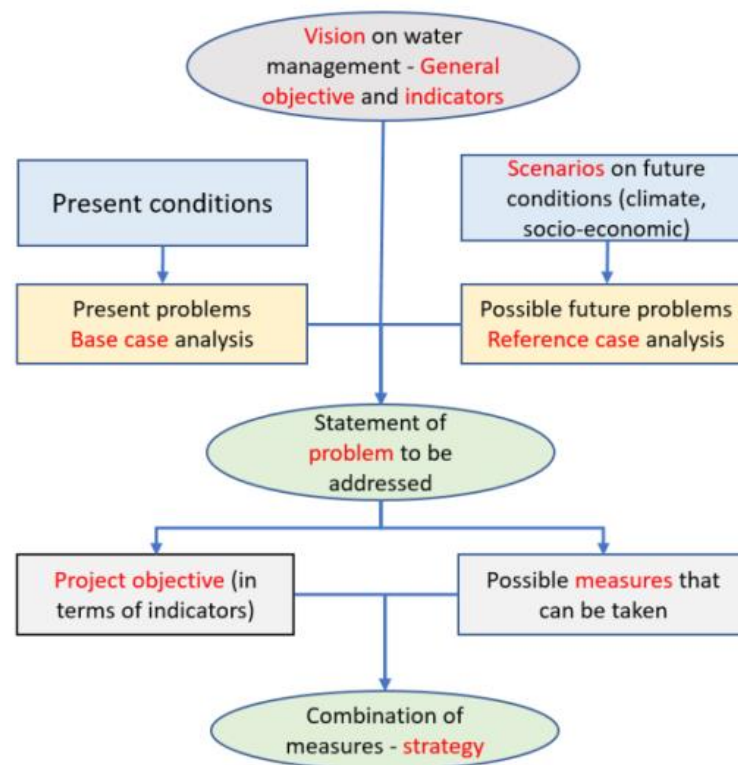 Vision on water
management - General
objective and indicators
Present conditions
Scenarios on future
conditions (climate,
socio-economic)
Present problems
Base case analysis
Possible future problems
Reference case analysis
Statement of
problem to be
addressed
Project objective (in
terms of indicators)
Possible measures that
can be taken
Combination of
measures - strategy